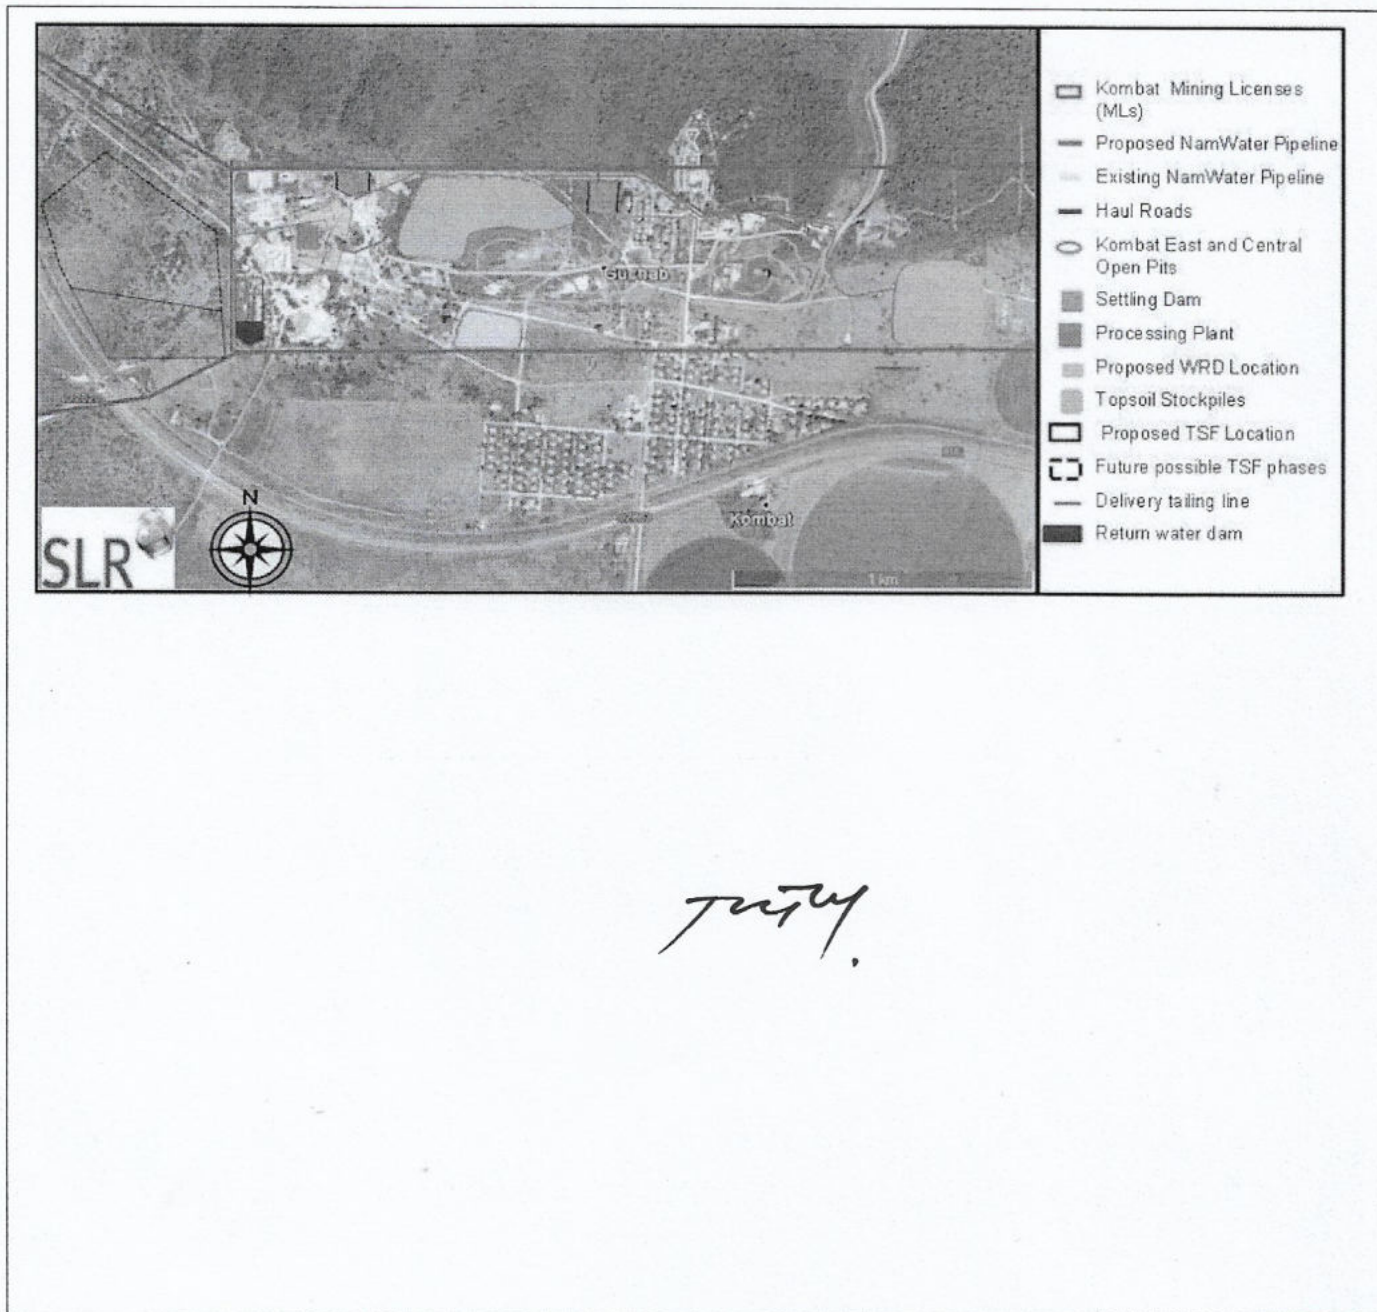 Kombat Mining Licenses
(MLs)
Proposed NamWater Pipeline
Existing NamWater Pipeline
Haul Roads
Kombat East and Central
Open Pits
Settling Dam
Processing Plant
Proposed WRD Location
Topsoil Stockpiles
Proposed TSF Location
Future possible TSF phases
Delivery tailing line
Return water dam
N
SLR
Kombat
1 km